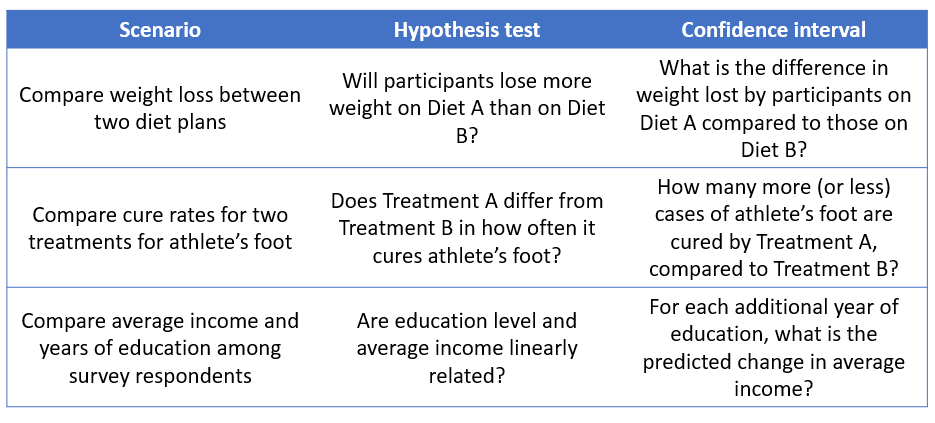 Scenario
Hypothesis test
Confidence interval
Compare weight loss between
two diet plans
Will participants lose more
weight on Diet A than on Diet
B?
What is the difference in
weight lost by participants on
Diet A compared to those on
Diet B?
Compare cure rates for two
treatments for athlete’s foot
Does Treatment A differ from
Treatment B in how often it
cures athlete’s foot?
How many more (or less)
cases of athlete’s foot are
cured by Treatment A,
compared to Treatment B?
Compare average income and
years of education among
survey respondents
Are education level and
average income linearly
related?
For each additional year of
education, what is the
predicted change in average
income?